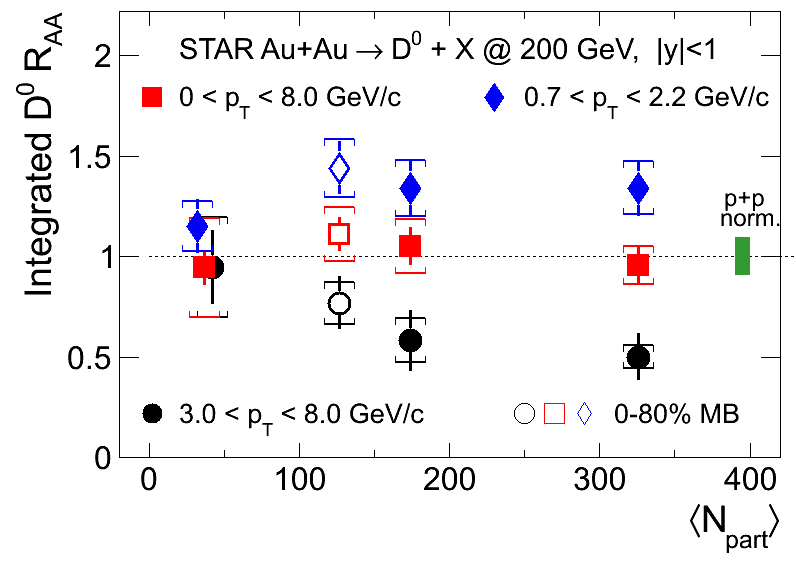 STAR Au+Au → D⁰ + X @ 200 GeV, |y|<1
0 < p_T < 8.0 GeV/c
0.7 < p_T < 2.2 GeV/c
p+p
norm.
3.0 < p_T < 8.0 GeV/c
0-80% MB
Integrated D⁰ R_AA
2
1.5
1
0.5
0
0 100 200 300 400
⟨N_part⟩